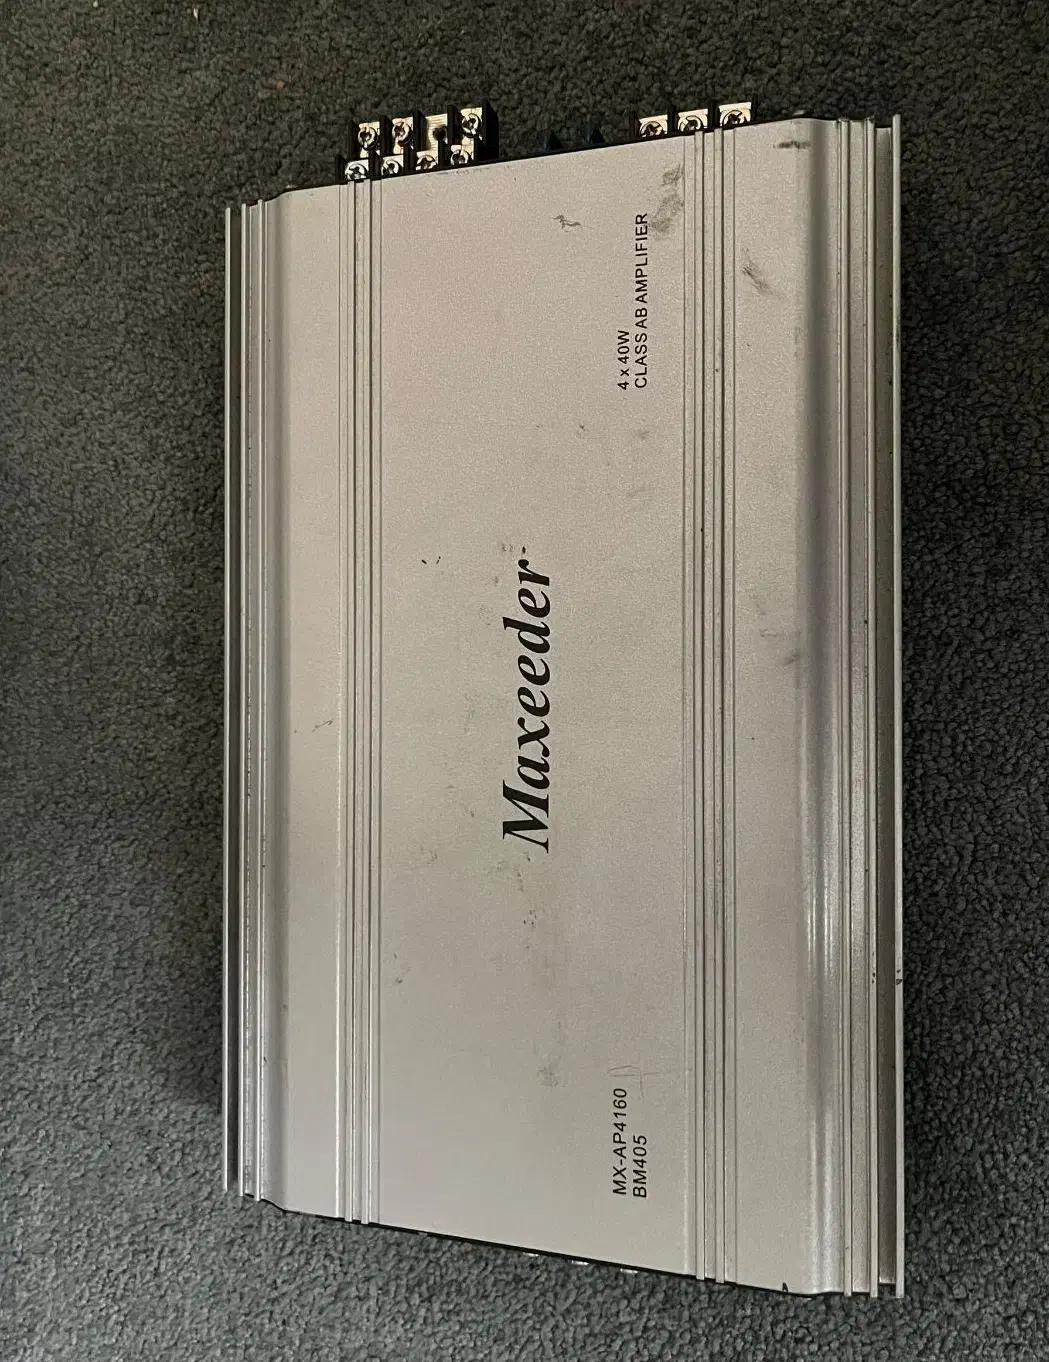 Maxeeder
MX-AP4160
BM405
4 x 40W
CLASS AB AMPLIFIER